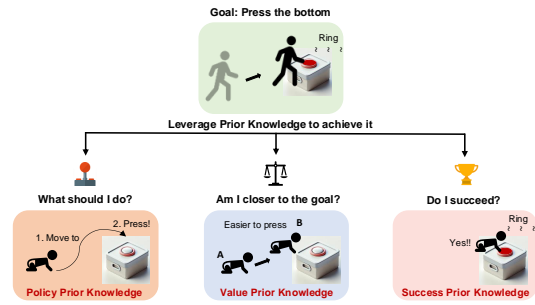 Goal: Press the bottom
Ring
Leverage Prior Knowledge to achieve it
What should I do?
Am I closer to the goal?
Do I succeed?
2. Press!
1. Move to
Policy Prior Knowledge
Easier to press
B
A
Value Prior Knowledge
Ring
Yes!!
Success Prior Knowledge